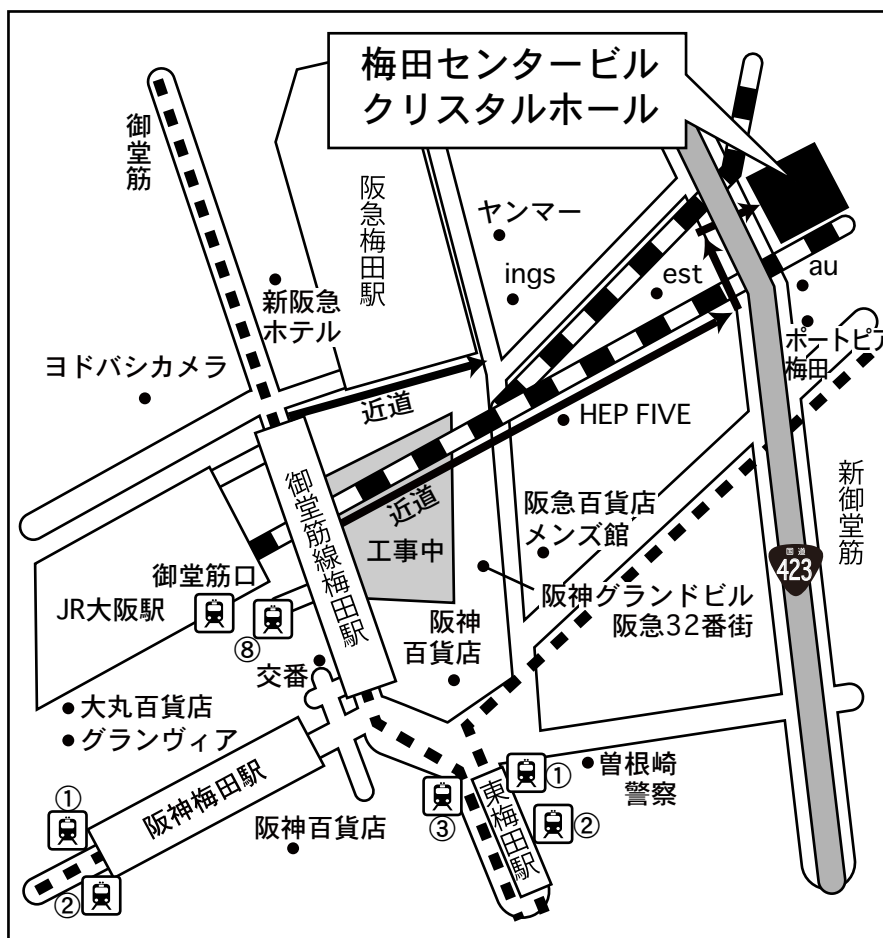 梅田センタービル
クリスタルホール
御堂筋
阪急梅田駅
ヤンマー
ings
est
au
新阪急
ホテル
ポートピア
梅田
ヨドバシカメラ
近道
HEP FIVE
新御堂筋
御堂筋線梅田駅
近道
阪急百貨店
メンズ館
工事中
国道
423
御堂筋口
JR大阪駅
阪神グランドビル
阪急32番街
⑧
阪神
百貨店
交番
大丸百貨店
グランヴィア
曽根崎
警察
①
①
阪神梅田駅
③
東梅田駅
②
阪神百貨店
②